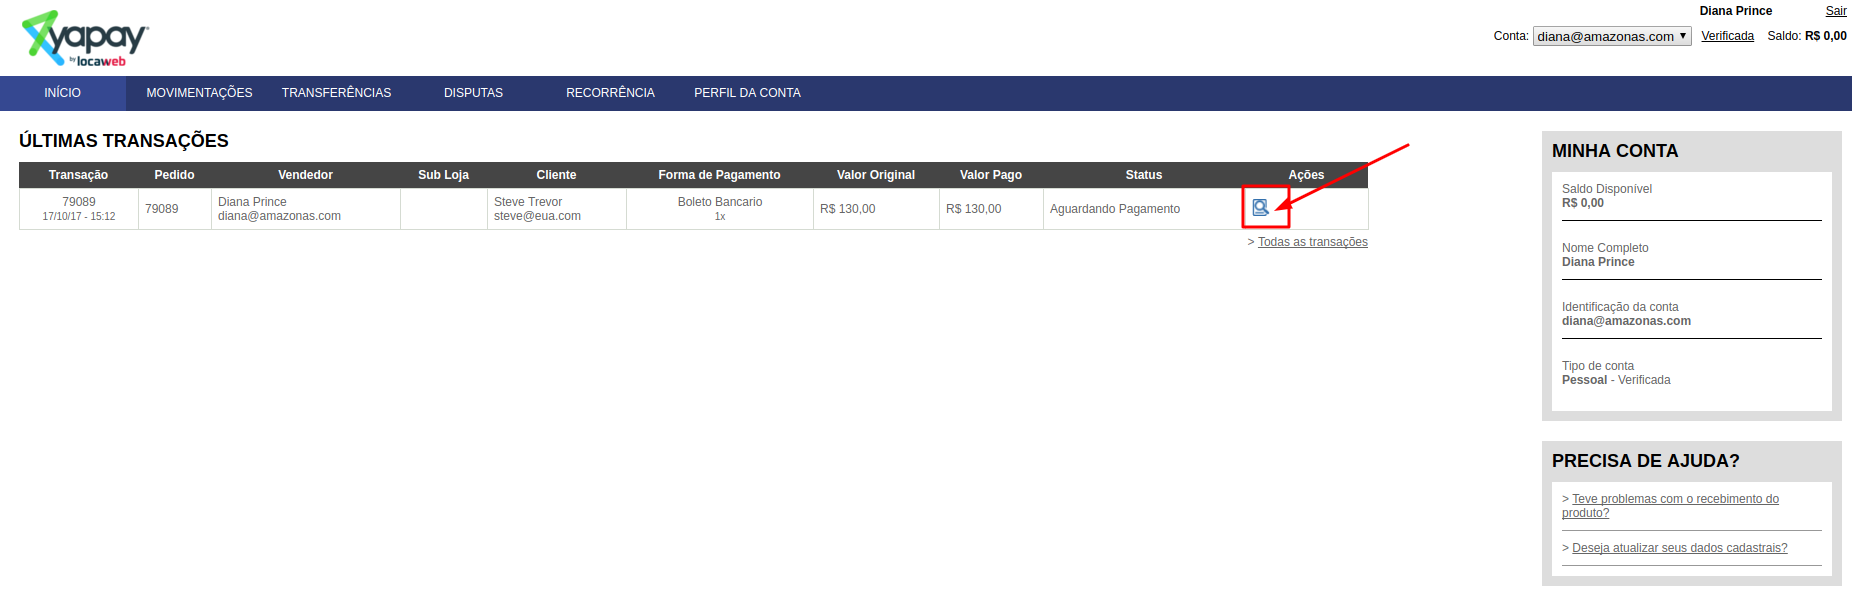 yapay
by locaweb
Diana Prince Sair
Conta: diana@amazonas.com Verificada Saldo: R$ 0,00
INÍCIO MOVIMENTAÇÕES TRANSFERÊNCIAS DISPUTAS RECORRÊNCIA PERFIL DA CONTA
ÚLTIMAS TRANSAÇÕES
Transação Pedido Vendedor Sub Loja Cliente Forma de Pagamento Valor Original Valor Pago Status Ações
79089 Diana Prince Steve Trevor Boleto Bancario
79089 R$ 130,00 R$ 130,00 Aguardando Pagamento
17/10/17 - 15:12 diana@amazonas.com steve@eua.com 1x
> Todas as transações
MINHA CONTA
Saldo Disponível
R$ 0,00
Nome Completo
Diana Prince
Identificação da conta
diana@amazonas.com
Tipo de conta
Pessoal - Verificada
PRECISA DE AJUDA?
> Teve problemas com o recebimento do
produto?
> Deseja atualizar seus dados cadastrais?